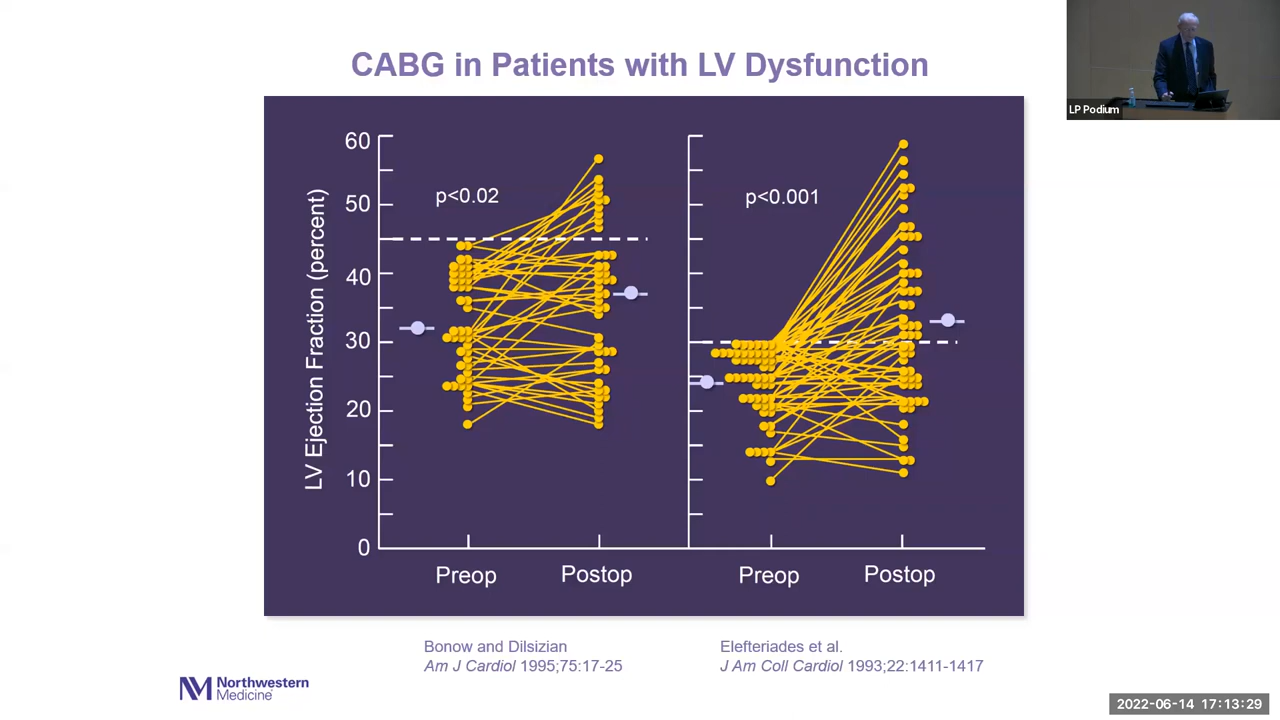 CABG in Patients with LV Dysfunction
LP Podium
LV Ejection Fraction (percent)
60
50
40
30
20
10
0
p<0.02
p<0.001
Preop
Postop
Preop
Postop
Bonow and Dilsizian
Am J Cardiol 1995;75:17-25
Elefteriades et al.
J Am Coll Cardiol 1993;22:1411-1417
NM Northwestern
Medicine
2022-06-14 17:13:29